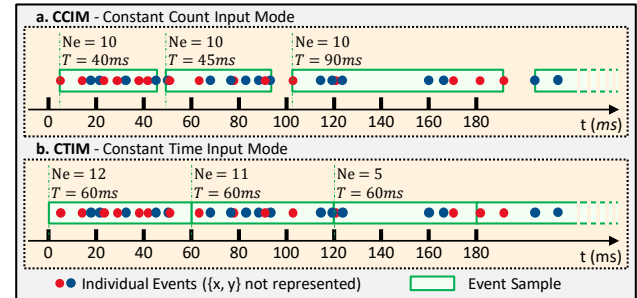 a. CCIM - Constant Count Input Mode
Ne = 10 Ne = 10 Ne = 10
T = 40ms T = 45ms T = 90ms
0 20 40 60 80 100 120 140 160 180
t (ms)
b. CTIM - Constant Time Input Mode
Ne = 12 Ne = 11 Ne = 5
T = 60ms T = 60ms T = 60ms
0 20 40 60 80 100 120 140 160 180
t (ms)
Individual Events ({x, y} not represented) Event Sample